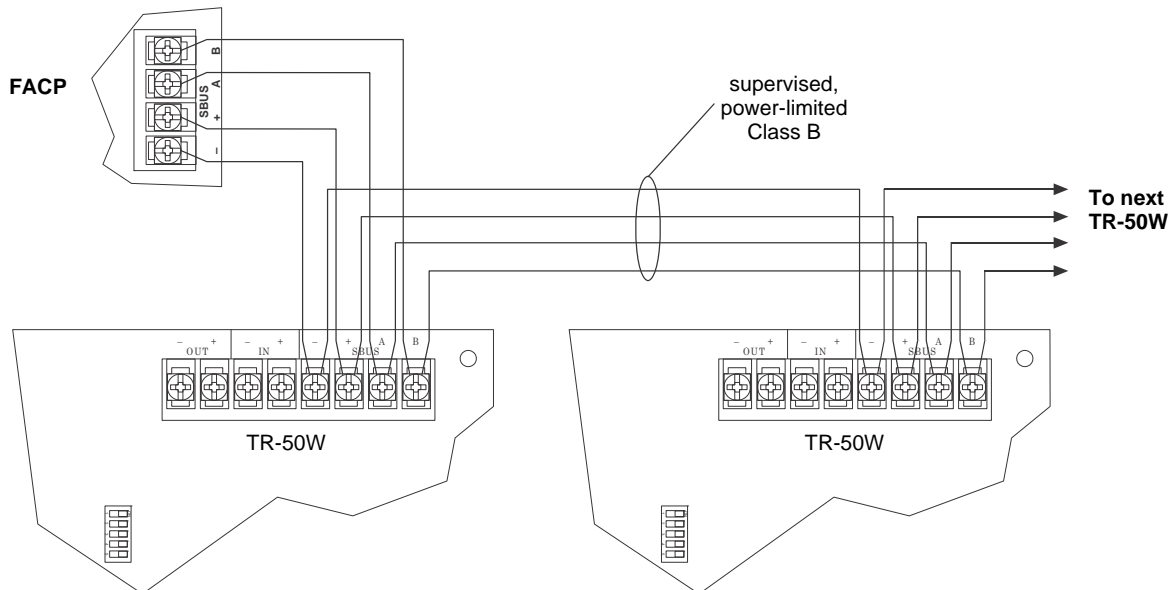 FACP
B
A
SBUS
+
–
supervised,
power-limited
Class B
To next
TR-50W
– + – + – + A B
OUT IN SBUS
TR-50W
– + – + – + A B
OUT IN SBUS
TR-50W